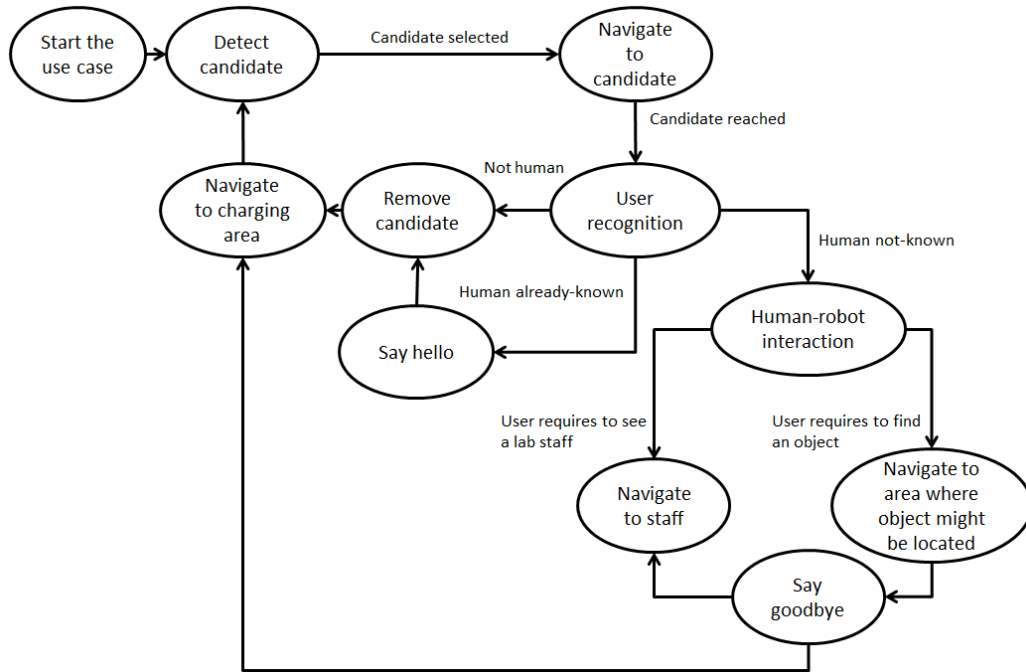 Start the
use case
Detect
candidate
Candidate selected
Navigate
to
candidate
Candidate reached
Navigate
to charging
area
Remove
candidate
Not human
User
recognition
Human not-known
Human already-known
Say hello
Human-robot
interaction
User requires to see
a lab staff
User requires to find
an object
Navigate
to staff
Navigate to
area where
object might
be located
Say
goodbye